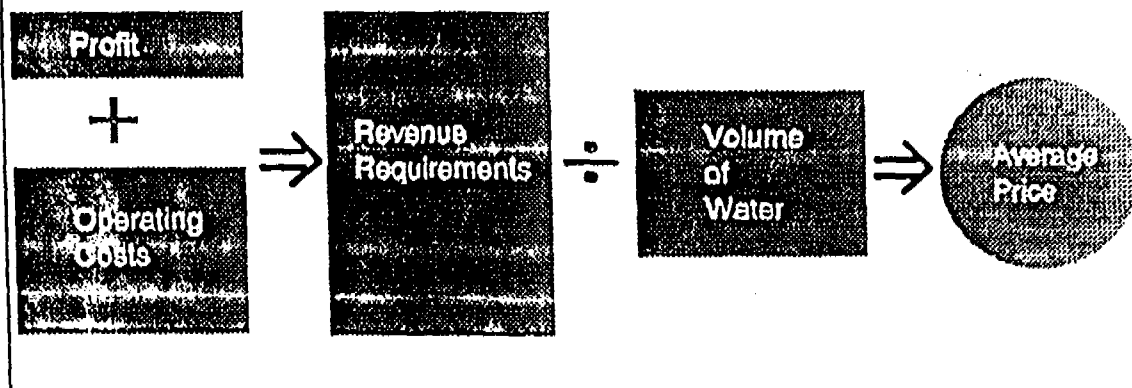 Profit
+
Operating
Costs
⇒
Revenue
Requirements
÷
Volume
of
Water
⇒
Average
Price